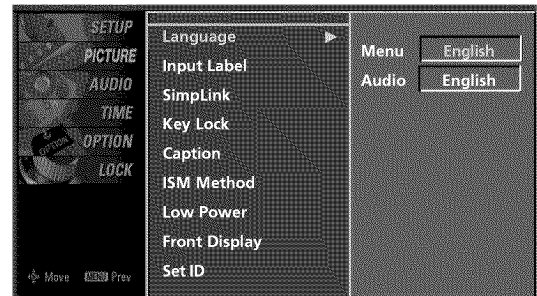 SETUP
PICTURE
AUDIO
TIME
OPTION
OPTION
LOCK
Move MENU Prev
Language
Input Label
SimpLink
Key Lock
Caption
ISM Method
Low Power
Front Display
Set ID
Menu English
Audio English